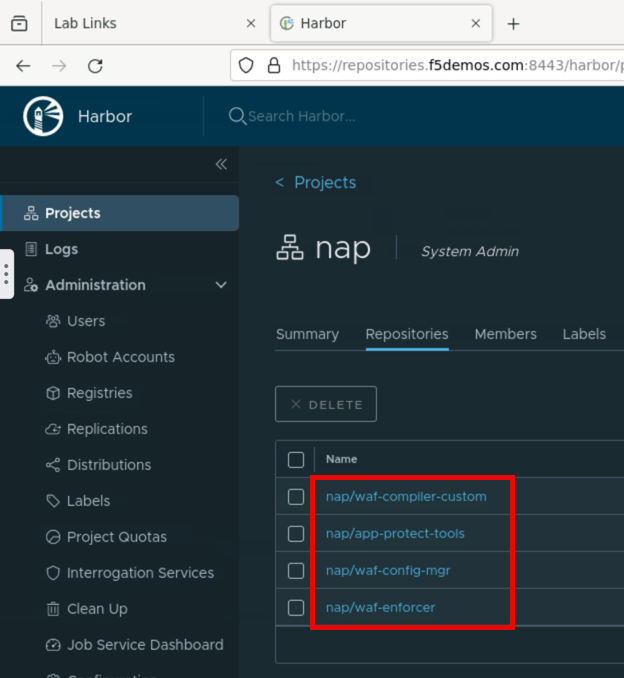 Lab Links
Harbor
https://repositories.f5demos.com:8443/harbor/p
Harbor
Search Harbor...
Projects
Logs
Administration
Users
Robot Accounts
Registries
Replications
Distributions
Labels
Project Quotas
Interrogation Services
Clean Up
Job Service Dashboard
Configuration
< Projects
nap
System Admin
Summary Repositories Members Labels
DELETE
Name
nap/waf-compiler-custom
nap/app-protect-tools
nap/waf-config-mgr
nap/waf-enforcer